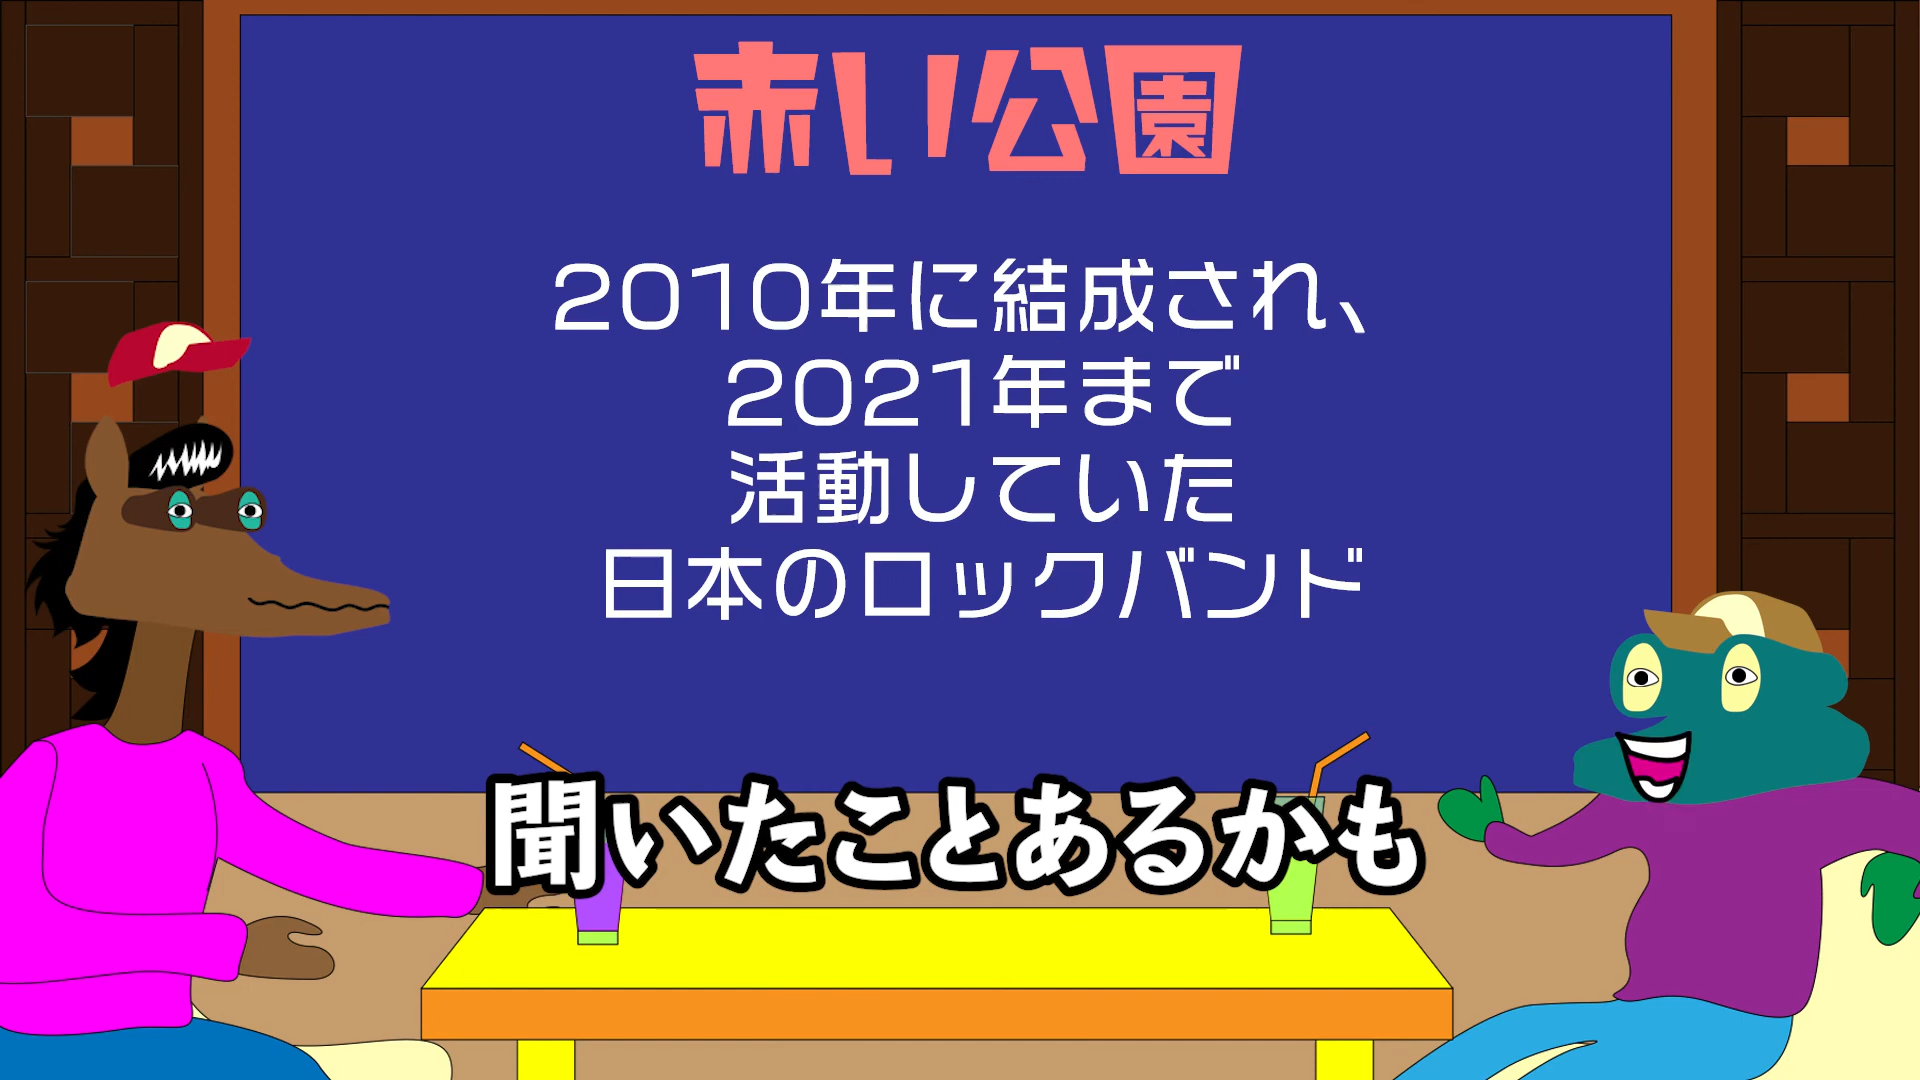 赤い公園
2010年に結成され、
2021年まで
活動していた
日本のロックバンド
聞いたことあるかも